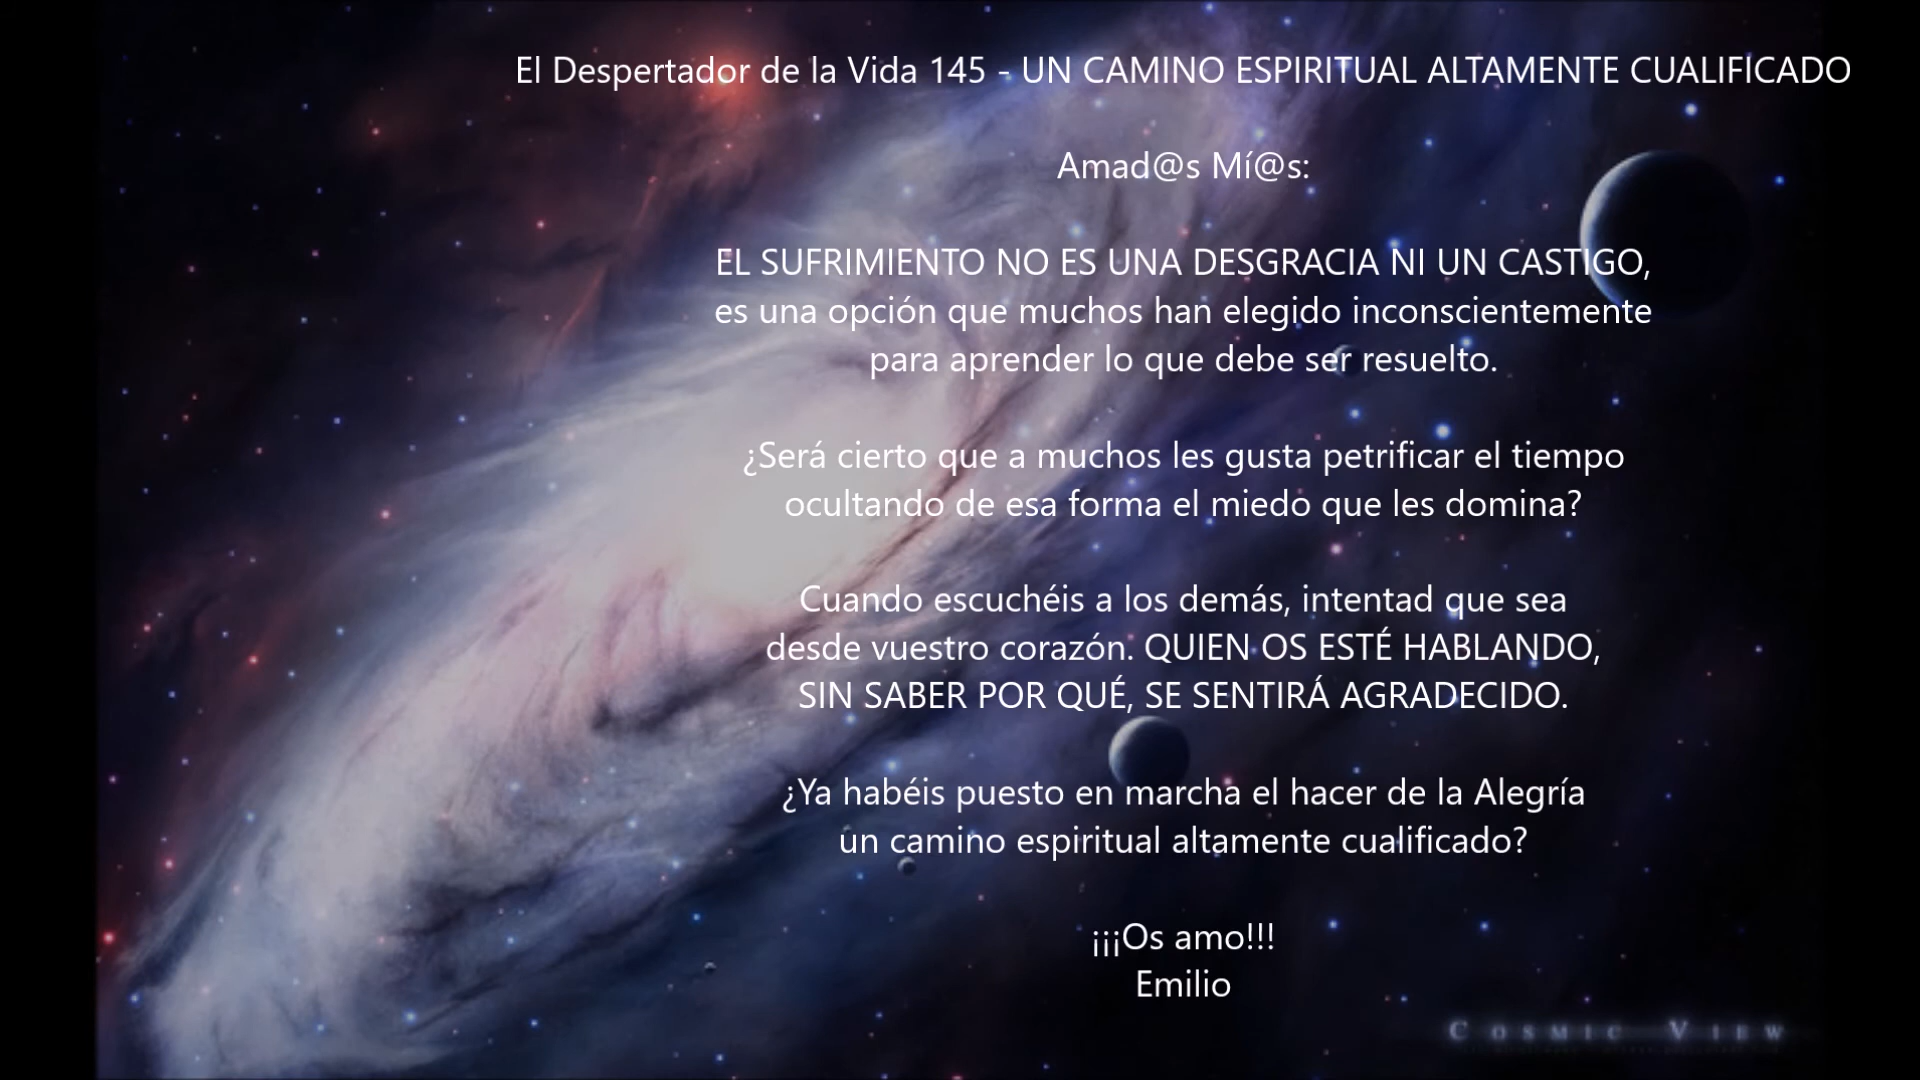 El Despertador de la Vida 145 - UN CAMINO ESPIRITUAL ALTAMENTE CUALIFICADO
Amad@s Mí@s:
EL SUFRIMIENTO NO ES UNA DESGRACIA NI UN CASTIGO,
es una opción que muchos han elegido inconscientemente
para aprender lo que debe ser resuelto.
¿Será cierto que a muchos les gusta petrificar el tiempo
ocultando de esa forma el miedo que les domina?
Cuando escuchéis a los demás, intentad que sea
desde vuestro corazón. QUIEN OS ESTÉ HABLANDO,
SIN SABER POR QUÉ, SE SENTIRÁ AGRADECIDO.
¿Ya habéis puesto en marcha el hacer de la Alegría
un camino espiritual altamente cualificado?
¡¡¡Os amo!!!
Emilio
COSMIC VIEW